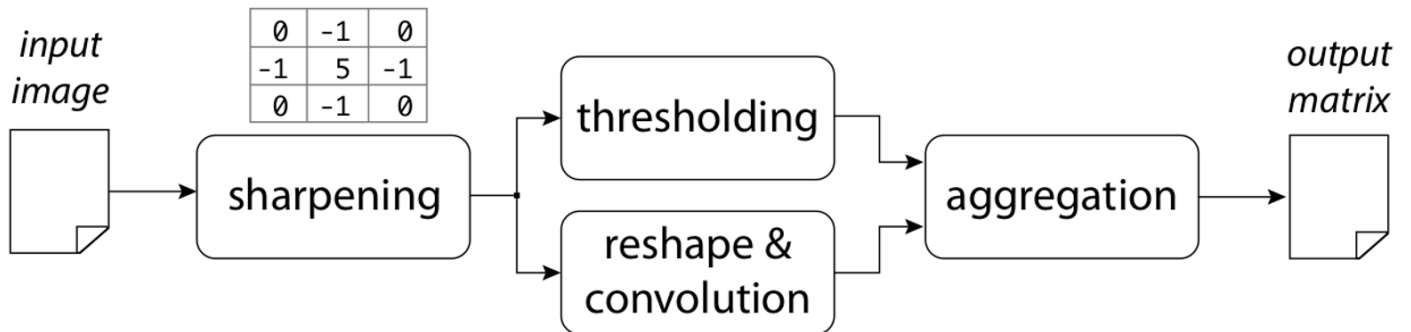 input
image
0 -1 0
-1 5 -1
0 -1 0
sharpening
thresholding
reshape &
convolution
aggregation
output
matrix